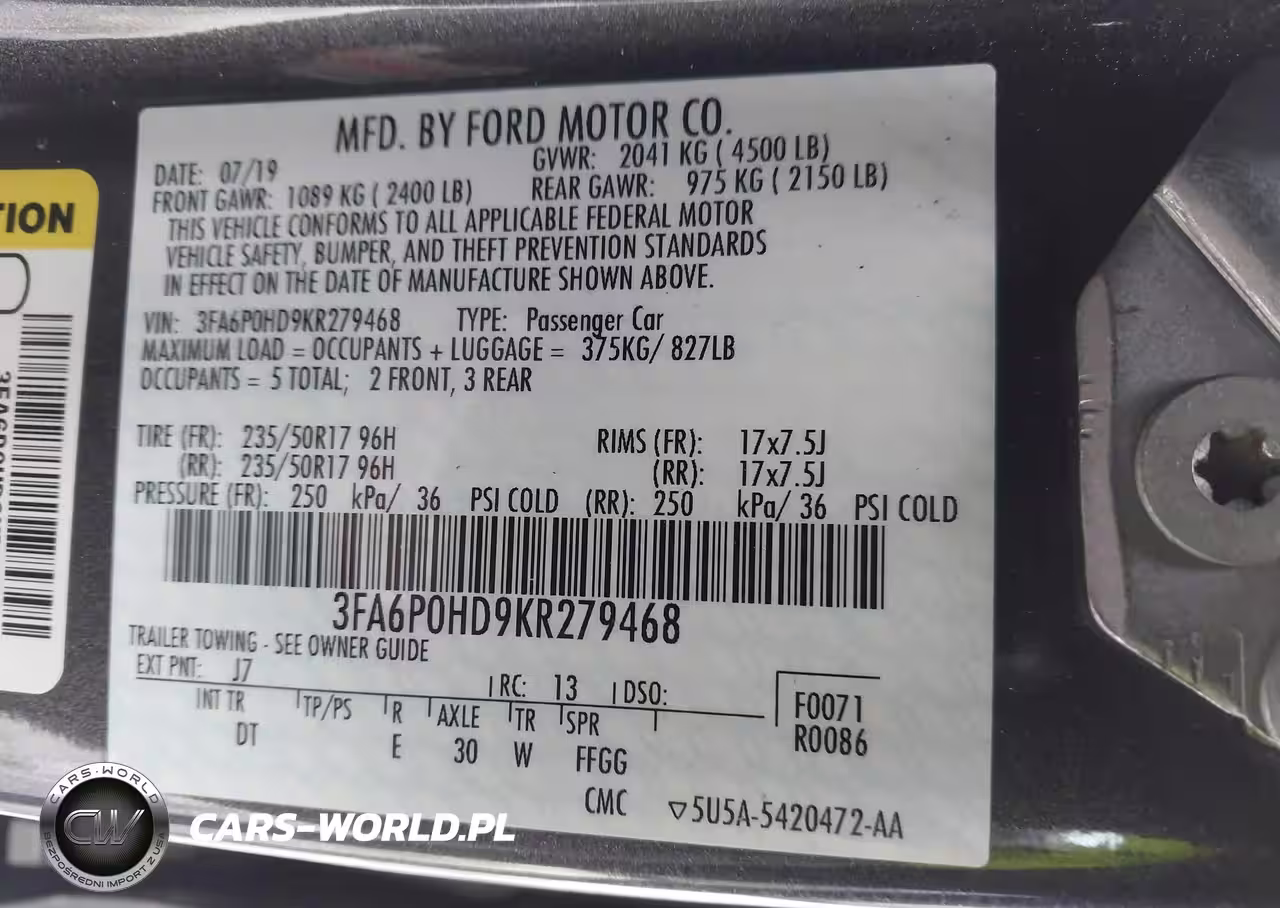 MFD. BY FORD MOTOR CO.
DATE: 07/19 GVWR: 2041 KG ( 4500 LB)
FRONT GAWR: 1089 KG ( 2400 LB) REAR GAWR: 975 KG ( 2150 LB)
THIS VEHICLE CONFORMS TO ALL APPLICABLE FEDERAL MOTOR
VEHICLE SAFETY, BUMPER, AND THEFT PREVENTION STANDARDS
IN EFFECT ON THE DATE OF MANUFACTURE SHOWN ABOVE.
VIN: 3FA6P0HD9KR279468 TYPE: Passenger Car
MAXIMUM LOAD = OCCUPANTS + LUGGAGE = 375KG/ 827LB
OCCUPANTS = 5 TOTAL; 2 FRONT, 3 REAR
TIRE (FR): 235/50R17 96H RIMS (FR): 17x7.5J
(RR): 235/50R17 96H (RR): 17x7.5J
PRESSURE (FR): 250 kPa/ 36 PSI COLD (RR): 250 kPa/ 36 PSI COLD
3FA6P0HD9KR279468
TRAILER TOWING - SEE OWNER GUIDE
EXT PNT: J7 RC: 13 DSO:
INT TR TP/PS R AXLE TR SPR F0071
DT E 30 W FFGG R0086
CMC ▽5U5A-5420472-AA
TION
CARS-WORLD
CW
BEZPOŚREDNI IMPORT Z USA
CARS-WORLD.PL